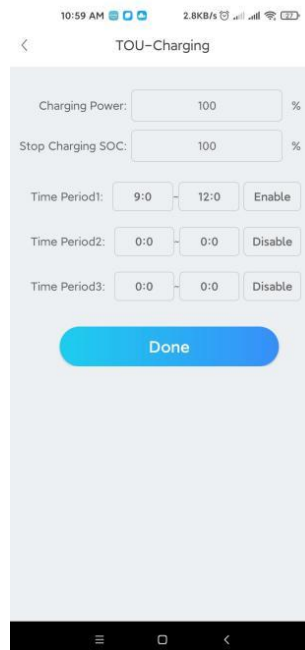 10:59 AM 2.8KB/s
TOU-Charging
Charging Power: 100 %
Stop Charging SOC: 100 %
Time Period1: 9:0 - 12:0 Enable
Time Period2: 0:0 - 0:0 Disable
Time Period3: 0:0 - 0:0 Disable
Done